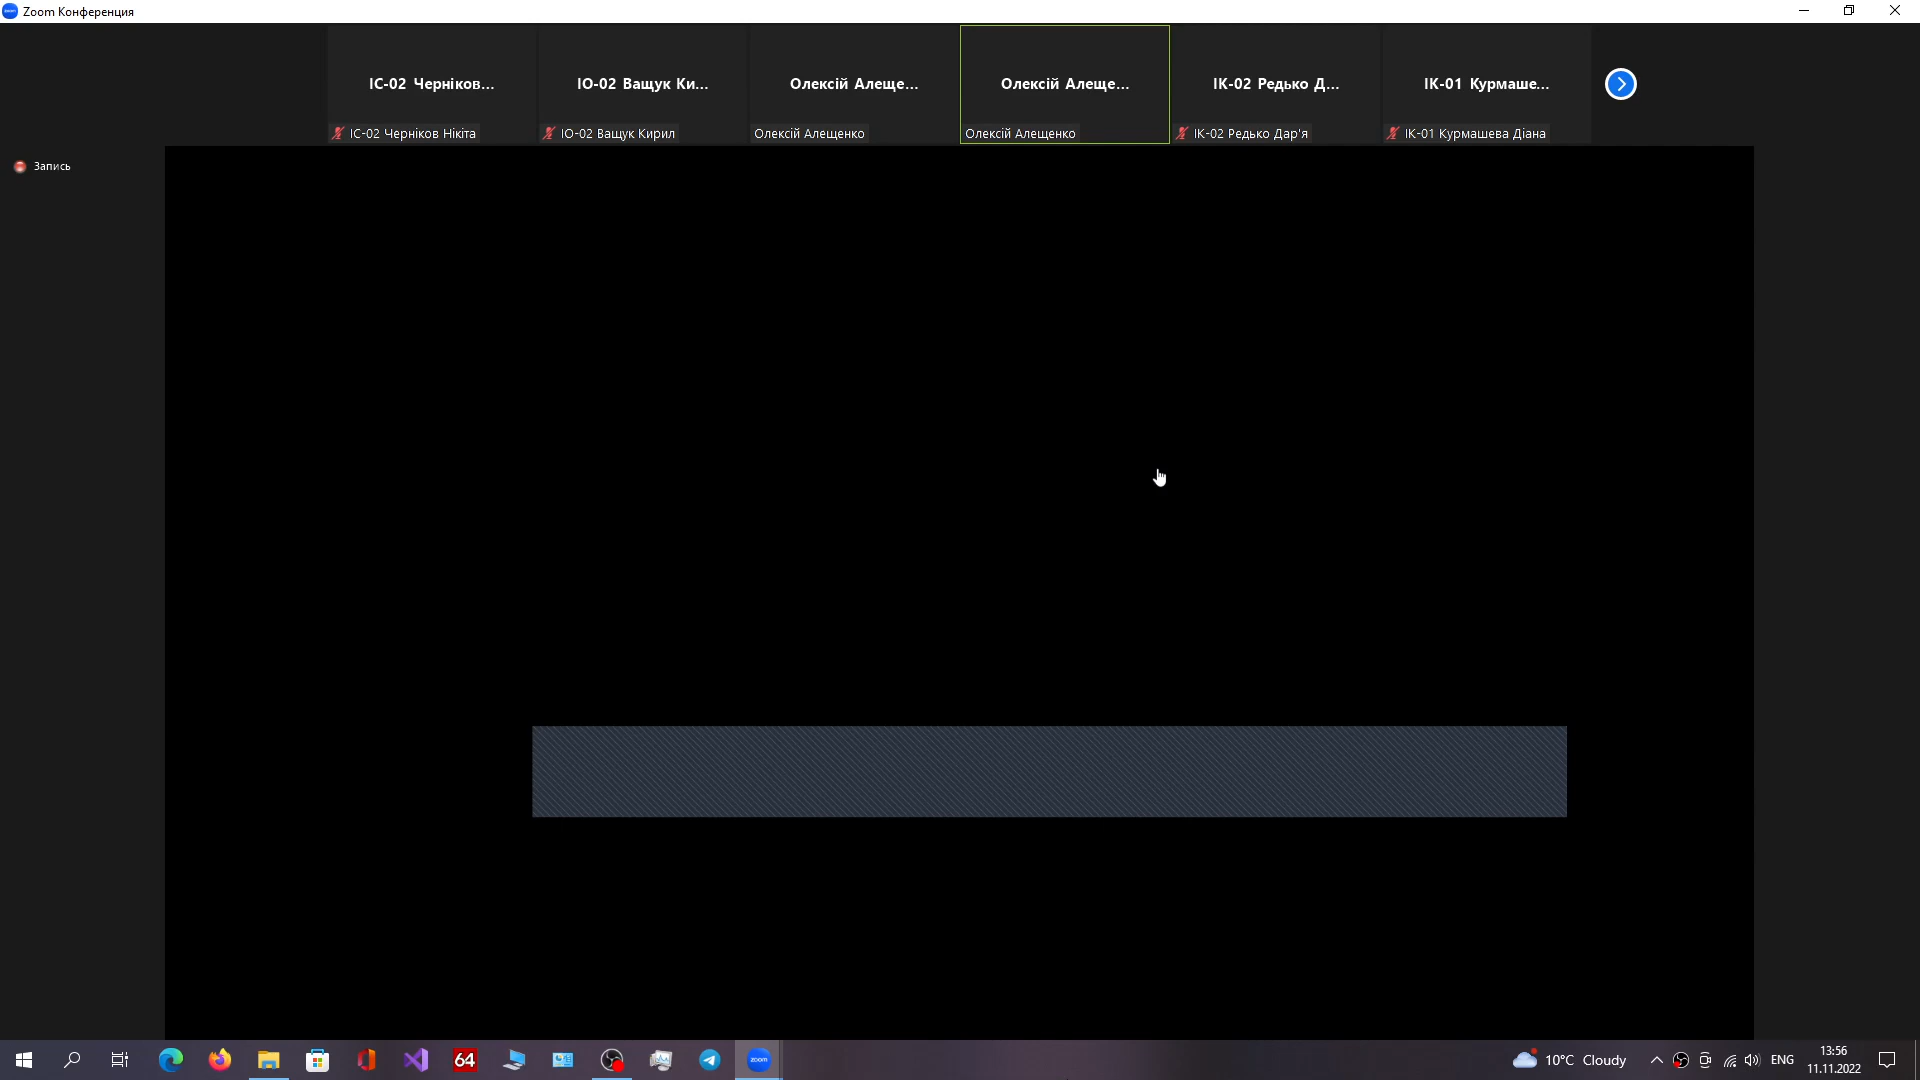 Zoom Конференция
ІС-02 Черніков...
ІО-02 Ващук Ки...
Олексій Алеще...
Олексій Алеще...
ІК-02 Редько Д...
ІК-01 Курмаше...
ІС-02 Черніков Нікіта
ІО-02 Ващук Кирил
Олексій Алещенко
Олексій Алещенко
ІК-02 Редько Дар'я
ІК-01 Курмашева Діана
Запись
64
zoom
10°C Cloudy
ENG
13:56
11.11.2022